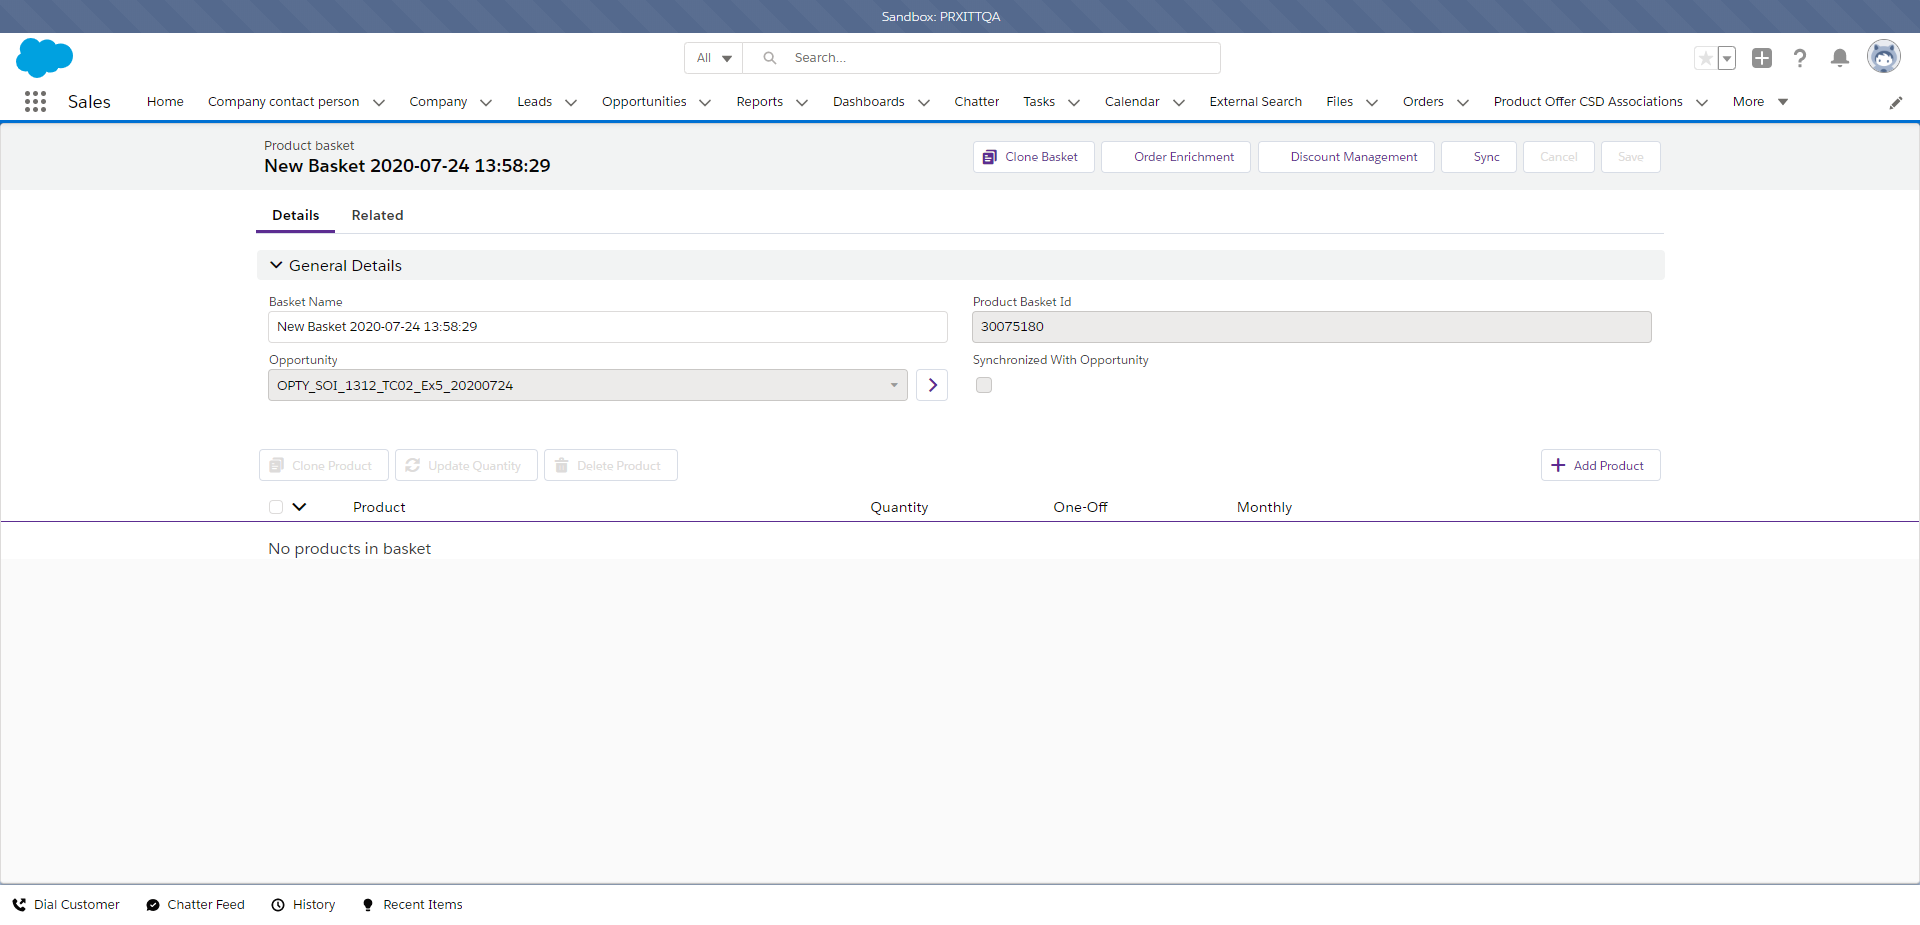 Sandbox: PRXITTQA
All Search...
Sales Home Company contact person Company Leads Opportunities Reports Dashboards Chatter Tasks Calendar External Search Files Orders Product Offer CSD Associations More
Product basket
New Basket 2020-07-24 13:58:29
Clone Basket Order Enrichment Discount Management Sync Cancel Save
Details Related
General Details
Basket Name Product Basket Id
New Basket 2020-07-24 13:58:29 30075180
Opportunity Synchronized With Opportunity
OPTY_SOI_1312_TC02_Ex5_20200724
Clone Product Update Quantity Delete Product Add Product
Product Quantity One-Off Monthly
No products in basket
Dial Customer Chatter Feed History Recent Items